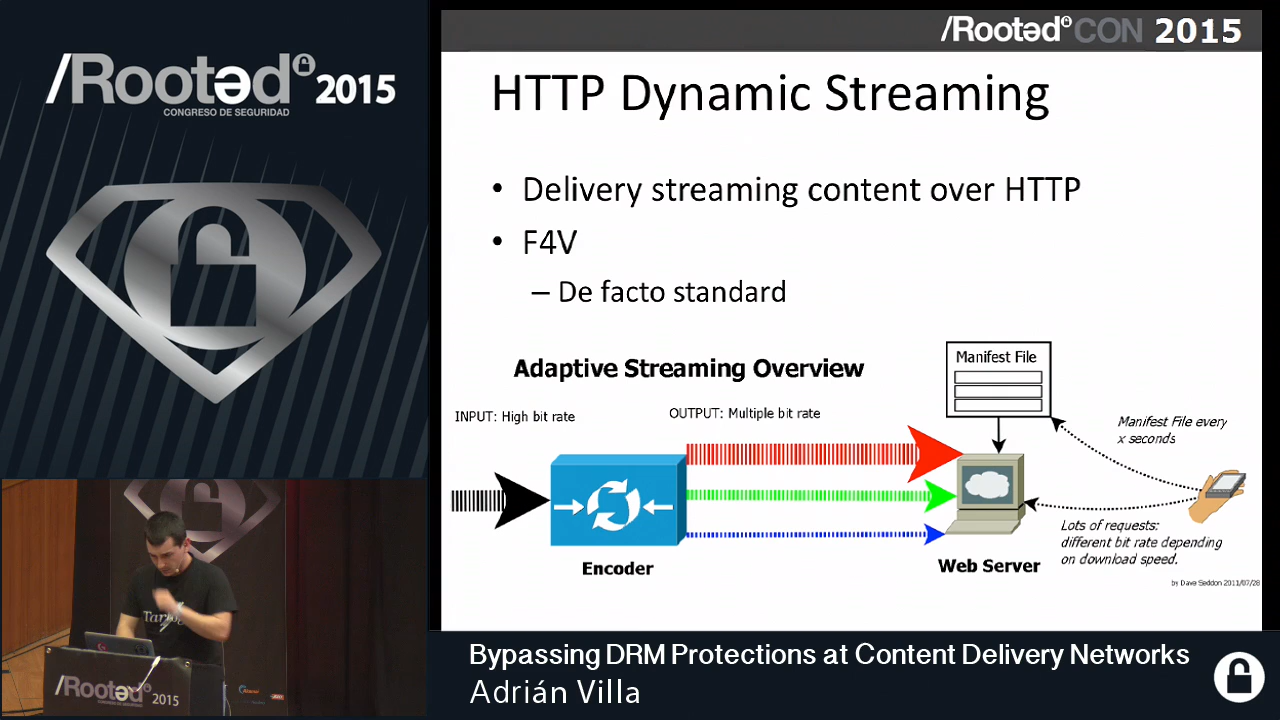 /Rootəd 2015
CONGRESO DE SEGURIDAD
/Rootəd CON 2015
HTTP Dynamic Streaming
• Delivery streaming content over HTTP
• F4V
– De facto standard
Adaptive Streaming Overview
INPUT: High bit rate
OUTPUT: Multiple bit rate
Manifest File
Manifest File every
x seconds
Lots of requests:
different bit rate depending
on download speed.
Encoder
Web Server
by Dave Seddon 2011/07/28
/Rootəd 2015
Bypassing DRM Protections at Content Delivery Networks
Adrián Villa